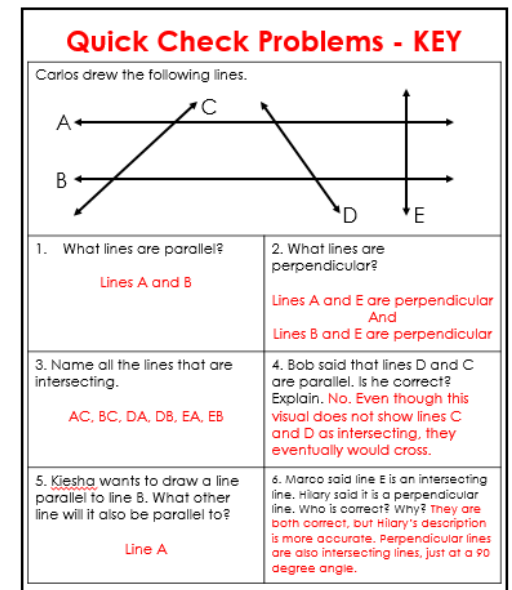 Quick Check Problems - KEY
Carlos drew the following lines.
C
A
B
D
E
1. What lines are parallel?
Lines A and B
2. What lines are
perpendicular?
Lines A and E are perpendicular
And
Lines B and E are perpendicular
3. Name all the lines that are
intersecting.
AC, BC, DA, DB, EA, EB
4. Bob said that lines D and C
are parallel. Is he correct?
Explain. No. Even though this
visual does not show lines C
and D as intersecting, they
eventually would cross.
5. Kiesha wants to draw a line
parallel to line B. What other
line will it also be parallel to?
Line A
6. Marco said line E is an intersecting
line. Hilary said it is a perpendicular
line. Who is correct? Why? They are
both correct, but Hilary's description
is more accurate. Perpendicular lines
are also intersecting lines, just at a 90
degree angle.